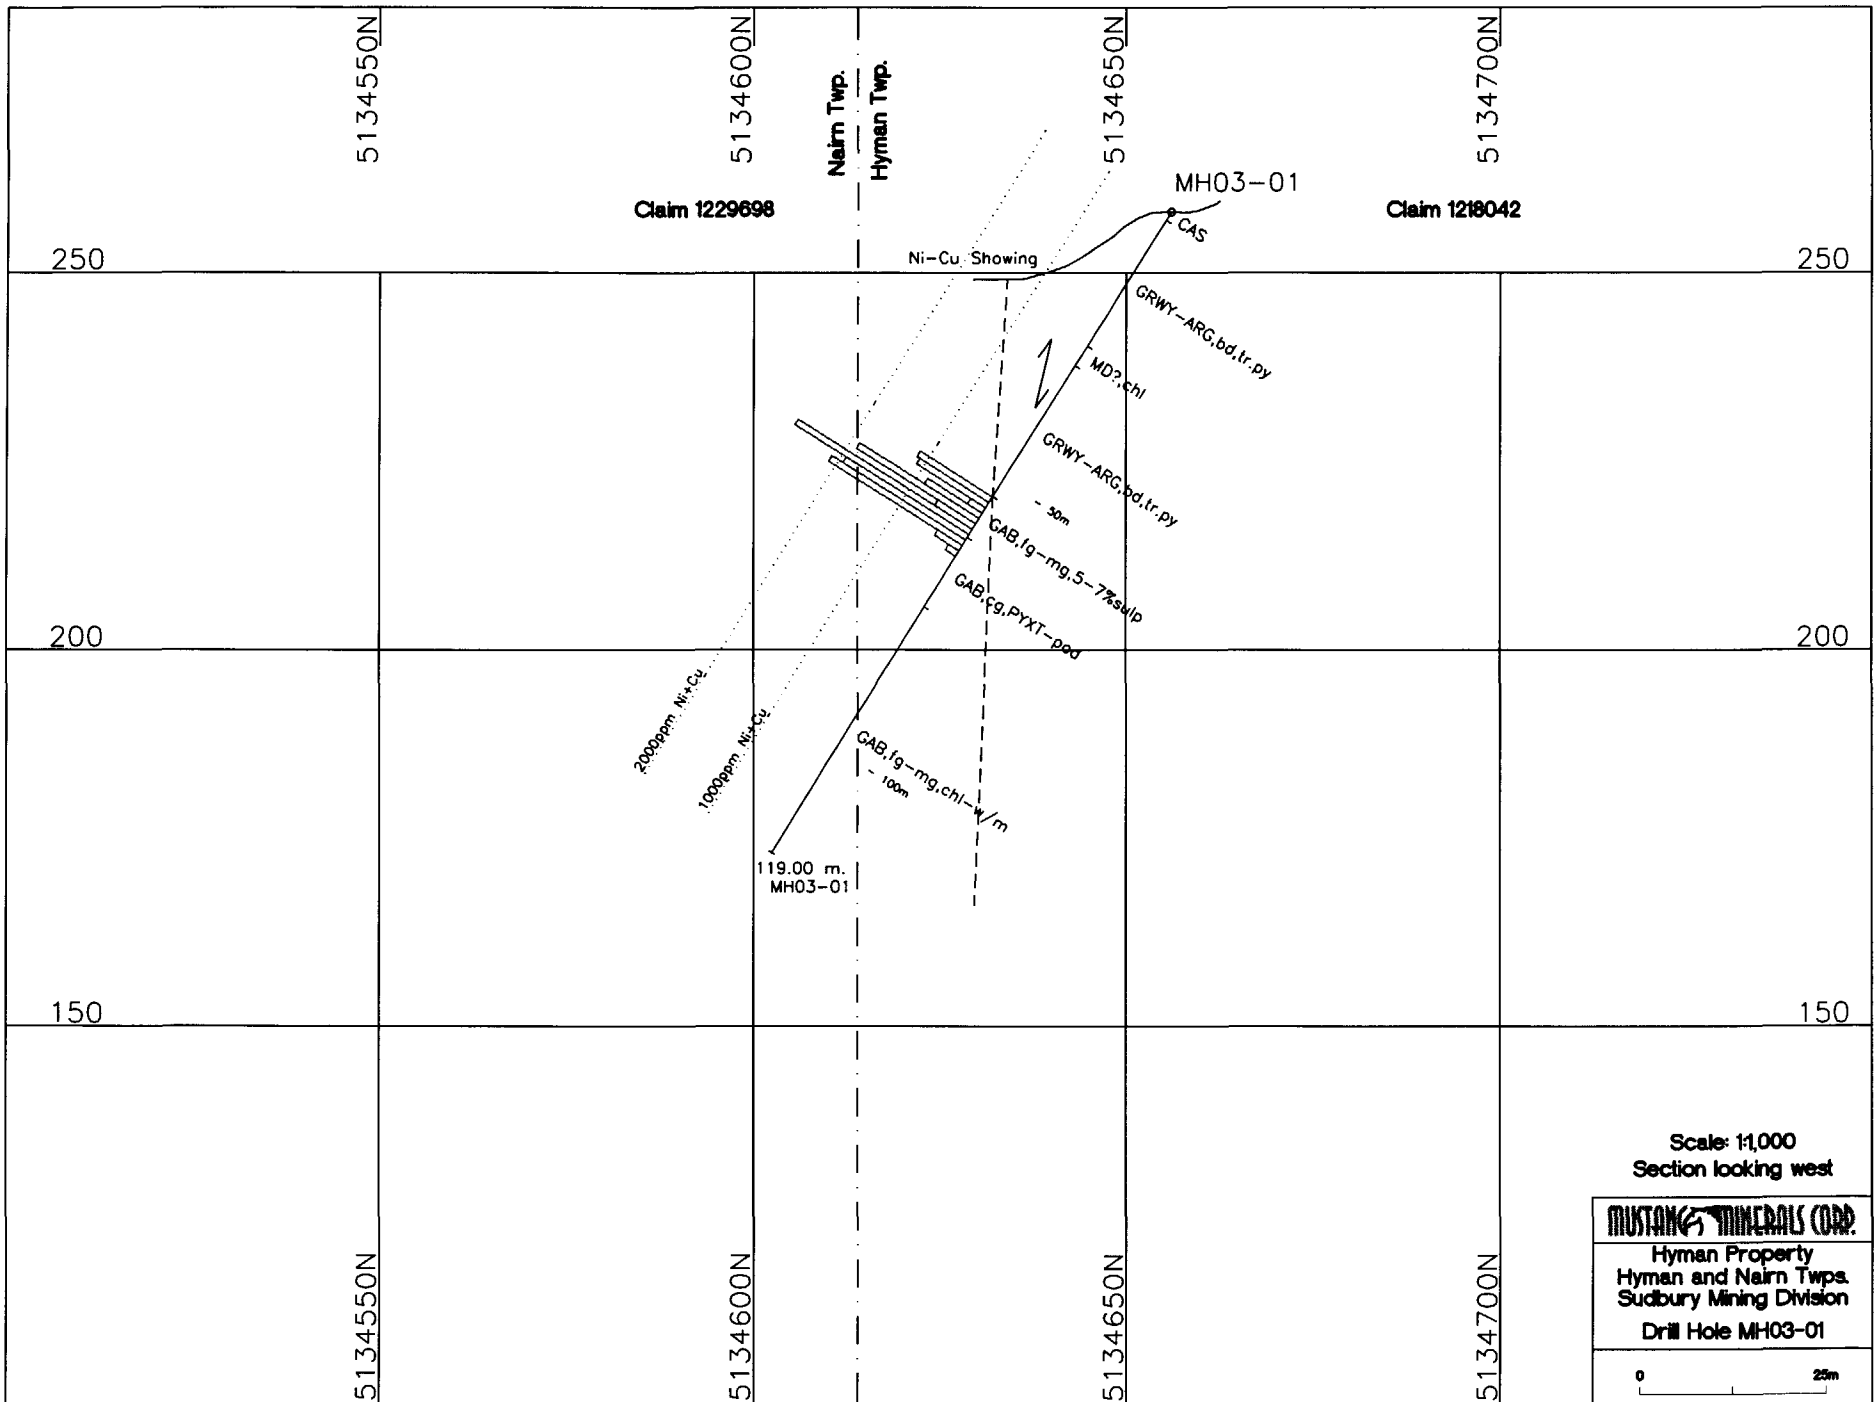 5134550N
5134600N
5134650N
5134700N
Nairn Twp.
Hyman Twp.
MH03-01
Claim 1229698
Claim 1218042
CAS
Ni-Cu Showing
250
250
GRWY-ARG,bd,tr.py
MD?,chl
GRWY-ARG,bd,tr.py
- 50m
GAB,fg-mg,5-7%sulp
GAB,cg,PYXT-pod
200
200
2000ppm Ni+Cu
1000ppm Ni+Cu
GAB,fg-mg,chl-w/m
- 100m
119.00 m.
MH03-01
150
150
Scale: 1:1,000
Section looking west
MUSTANG MINERALS CORP.
Hyman Property
Hyman and Nairn Twps.
Sudbury Mining Division
Drill Hole MH03-01
0 25m
5134550N
5134600N
5134650N
5134700N